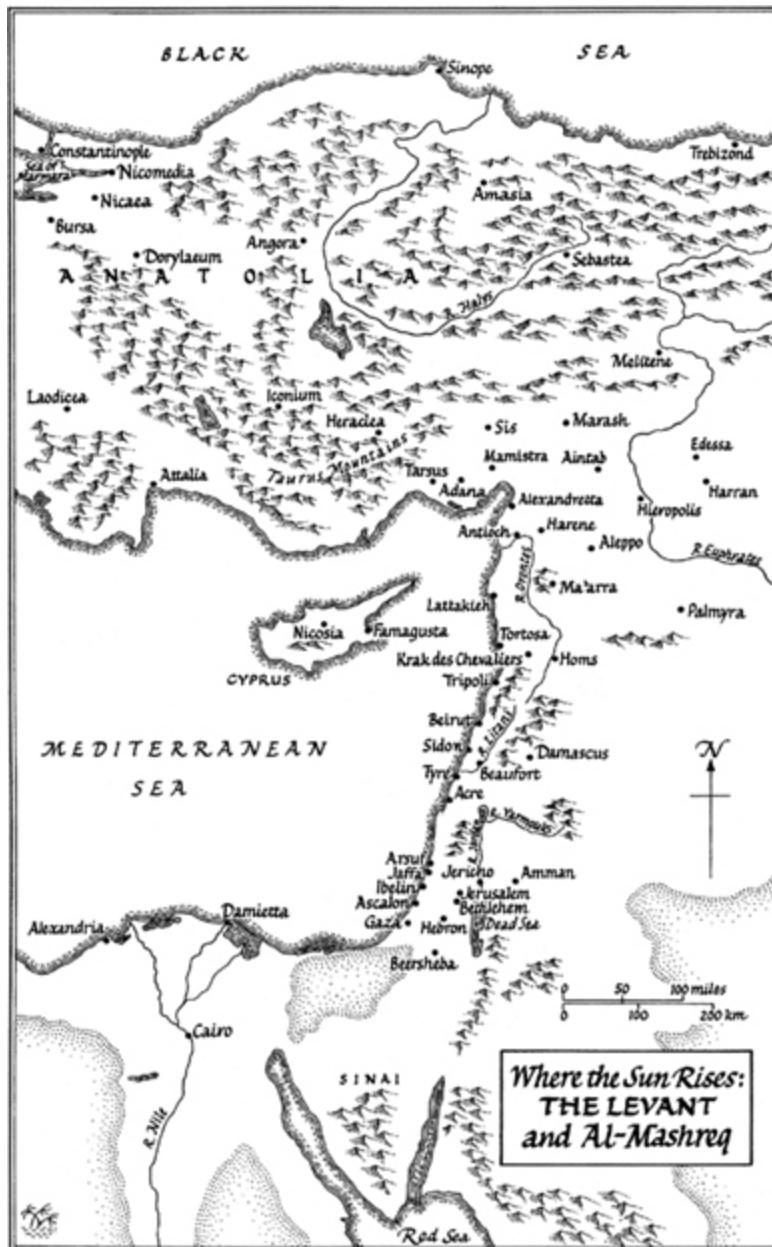 BLACK SEA
Sinope
Constantinople
Sea of Marmara
Nicomedia
Trebizond
Nicaea
Amasia
Bursa
Angora
Dorylaeum
Sebastea
ANATOLIA
R. Halys
Melitene
Laodicea
Iconium
Heraclea
Sis
Marash
Taurus Mountains
Mamistra
Aintab
Edessa
Attalia
Tarsus
Adana
Harran
Alexandretta
Hieropolis
Antioch
Harene
Aleppo
R. Euphrates
R. Orontes
Ma'arra
Lattakieh
Palmyra
Nicosia
Famagusta
Tortosa
Krak des Chevaliers
Homs
CYPRUS
Tripoli
Beirut
R. Litani
MEDITERRANEAN
SEA
Sidon
Damascus
N
Tyre
Beaufort
Acre
R. Yarmouk
R. Jordan
Arsuf
Jaffa
Jericho
Amman
Ibelin
Jerusalem
Ascalon
Bethlehem
Alexandria
Damietta
Gaza
Hebron
Dead Sea
Beersheba
0 50 100 miles
0 200 km
Cairo
SINAI
Where the Sun Rises:
THE LEVANT
and Al-Mashreq
R. Nile
Red Sea